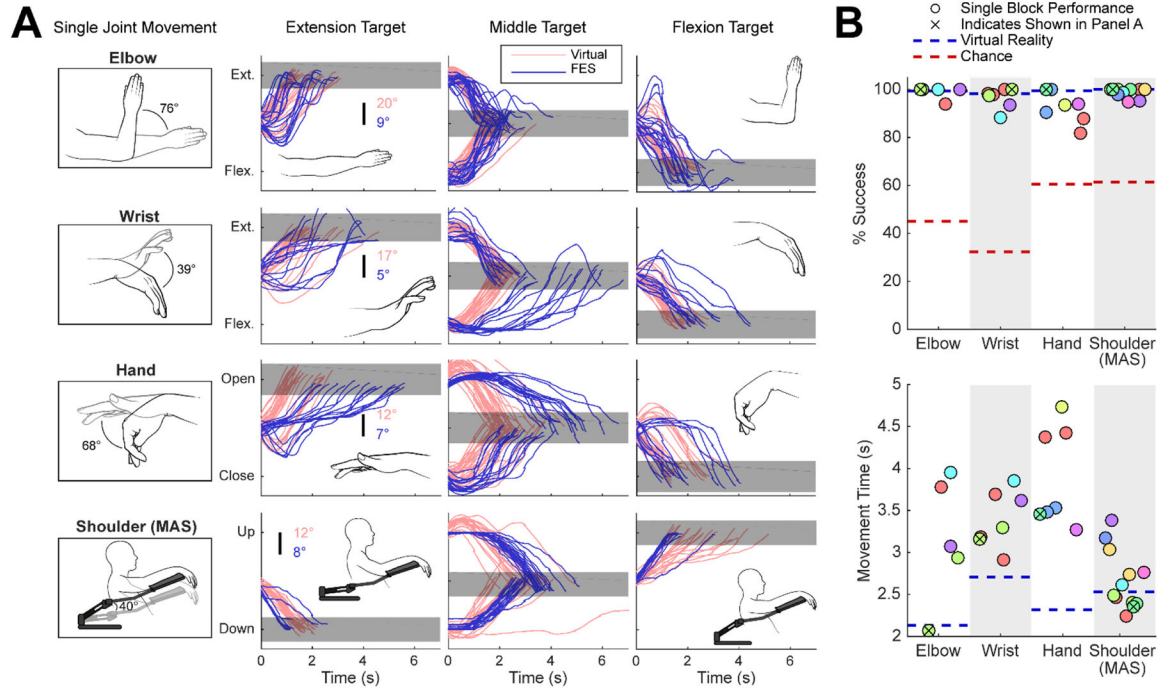 A
Single Joint Movement
Extension Target
Middle Target
Flexion Target
Virtual
FES
Elbow
76°
Ext.
Flex.
20°
9°
Wrist
39°
Ext.
Flex.
17°
5°
Hand
68°
Open
Close
12°
7°
Shoulder (MAS)
40°
Up
Down
12°
8°
0 2 4 6
0 2 4 6
0 2 4 6
Time (s)
Time (s)
Time (s)
B
Single Block Performance
Indicates Shown in Panel A
Virtual Reality
Chance
% Success
100
80
60
40
20
0
Elbow Wrist Hand Shoulder
(MAS)
Movement Time (s)
5
4.5
4
3.5
3
2.5
2
Elbow Wrist Hand Shoulder
(MAS)